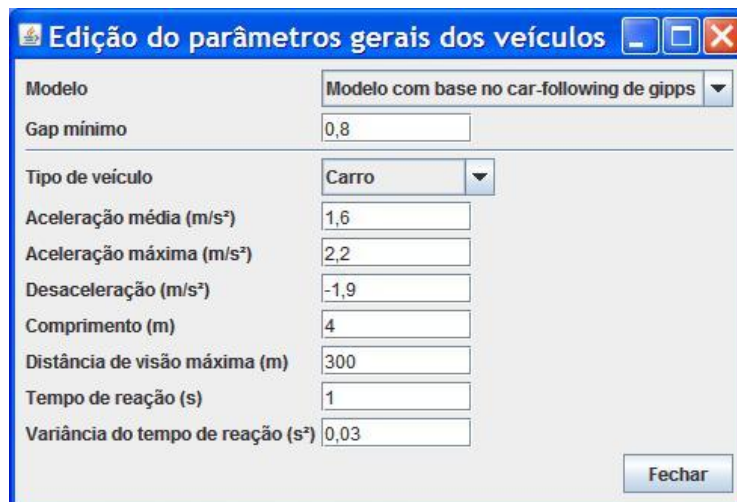 Edição do parâmetros gerais dos veículos
Modelo Modelo com base no car-following de gipps
Gap mínimo 0,8
Tipo de veículo Carro
Aceleração média (m/s²) 1,6
Aceleração máxima (m/s²) 2,2
Desaceleração (m/s²) -1,9
Comprimento (m) 4
Distância de visão máxima (m) 300
Tempo de reação (s) 1
Variância do tempo de reação (s²) 0,03
Fechar